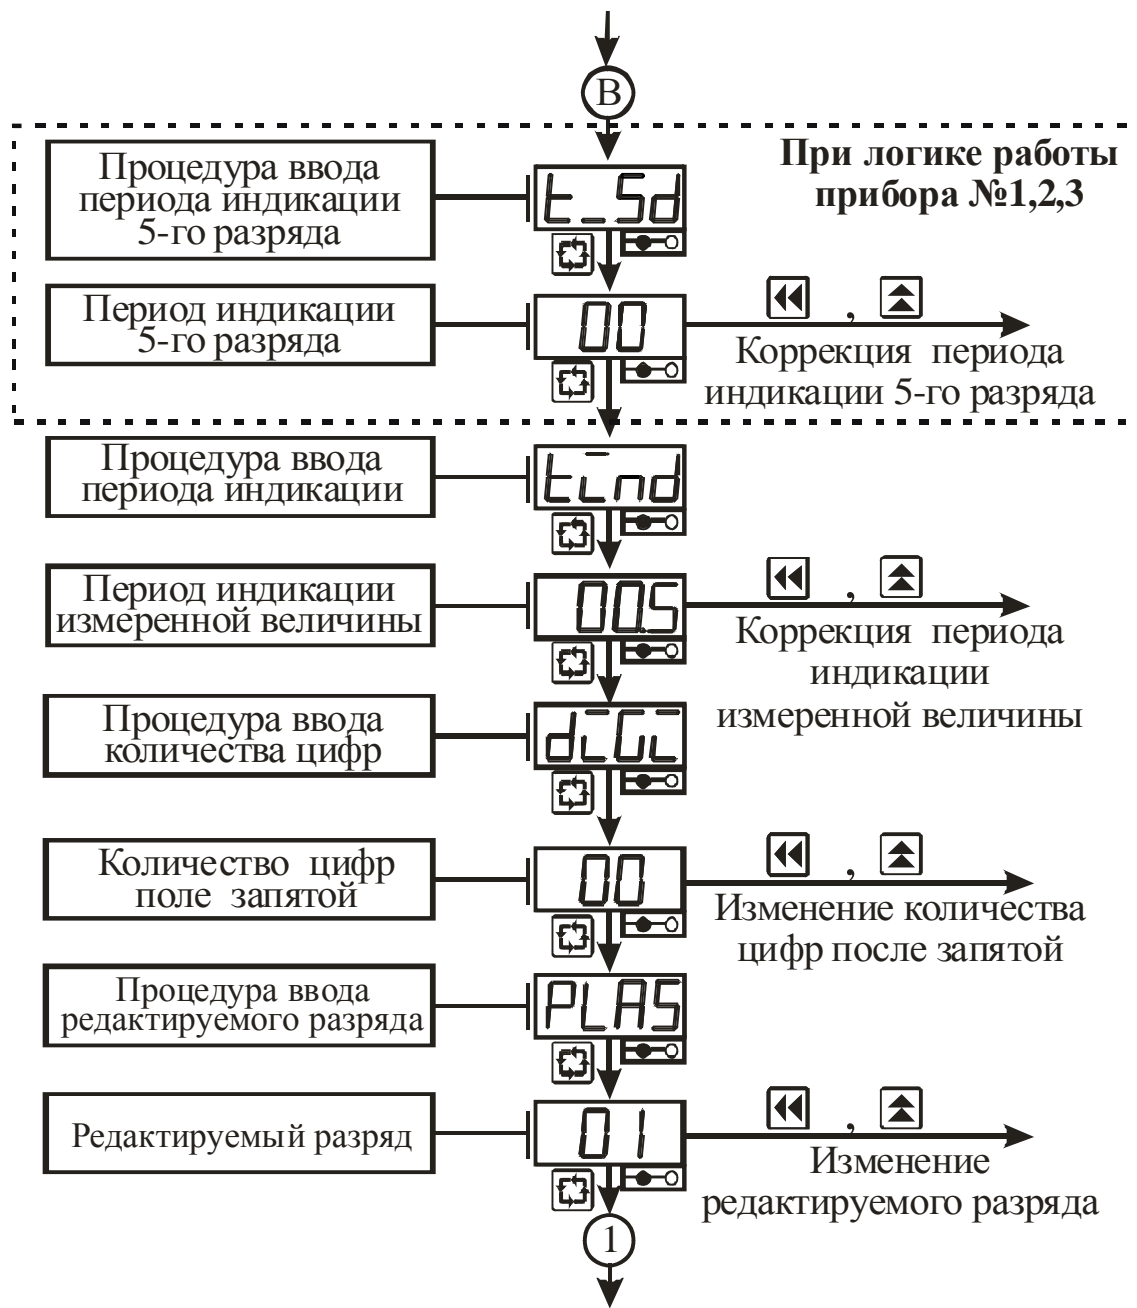 В
При логике работы
прибора №1,2,3
Процедура ввода
периода индикации
5-го разряда
t_5d
Период индикации
5-го разряда
00
,
Коррекция периода
индикации 5-го разряда
Процедура ввода
периода индикации
tind
Период индикации
измеренной величины
00.5
,
Коррекция периода
индикации
измеренной величины
Процедура ввода
количества цифр
diGi
Количество цифр
поле запятой
00
,
Изменение количества
цифр после запятой
Процедура ввода
редактируемого разряда
PLAS
Редактируемый разряд
01
,
Изменение
редактируемого разряда
1